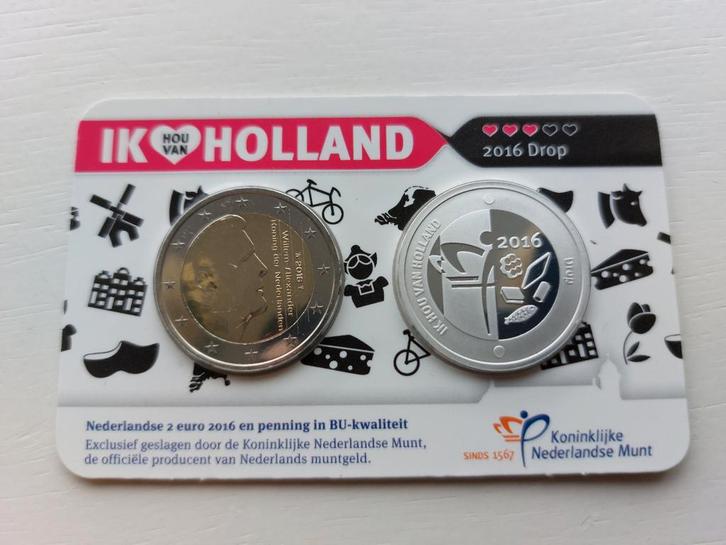 IK HOU VAN HOLLAND
2016 Drop
2016
Willem-Alexander
Koning der Nederlanden
2016
IK HOU VAN HOLLAND
Drop
Nederlandse 2 euro 2016 en penning in BU-kwaliteit
Exclusief geslagen door de Koninklijke Nederlandse Munt,
de officiële producent van Nederlands muntgeld.
SINDS 1567
Koninklijke
Nederlandse Munt